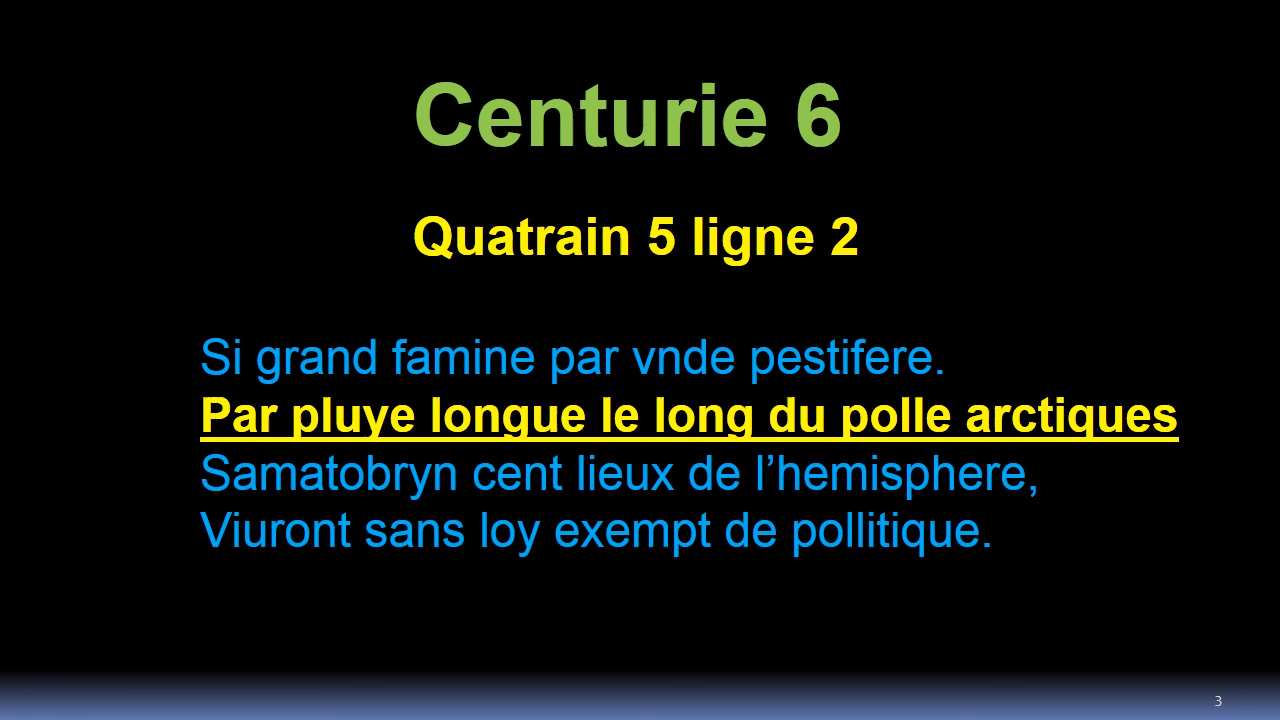 Centurie 6
Quatrain 5 ligne 2
Si grand famine par vnde pestifere.
Par pluye longue le long du polle arctiques
Samatobryn cent lieux de l’hemisphere,
Viuront sans loy exempt de pollitique.
3